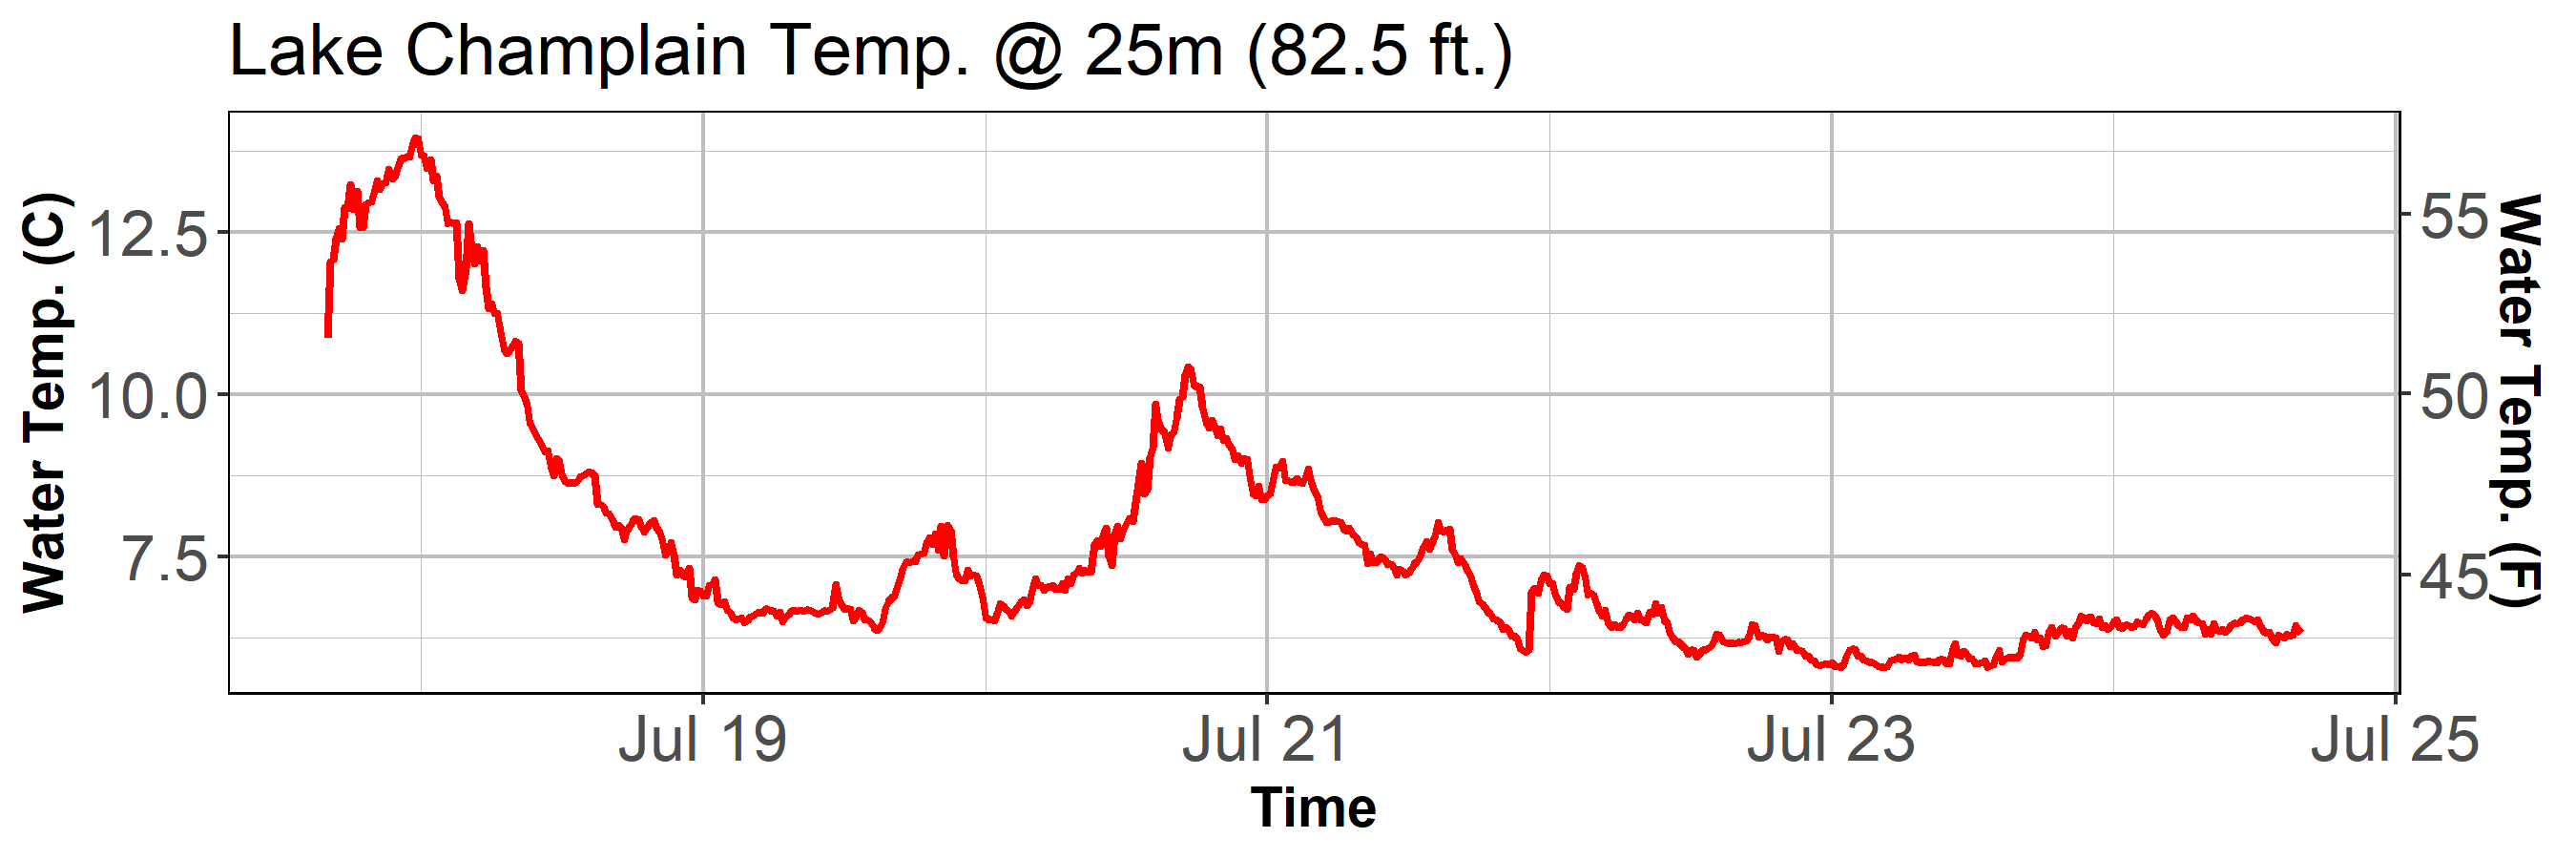 Lake Champlain Temp. @ 25m (82.5 ft.)
Water Temp. (C)
12.5
10.0
7.5
55
50
45
Water Temp. (F)
Jul 19 Jul 21 Jul 23 Jul 25
Time